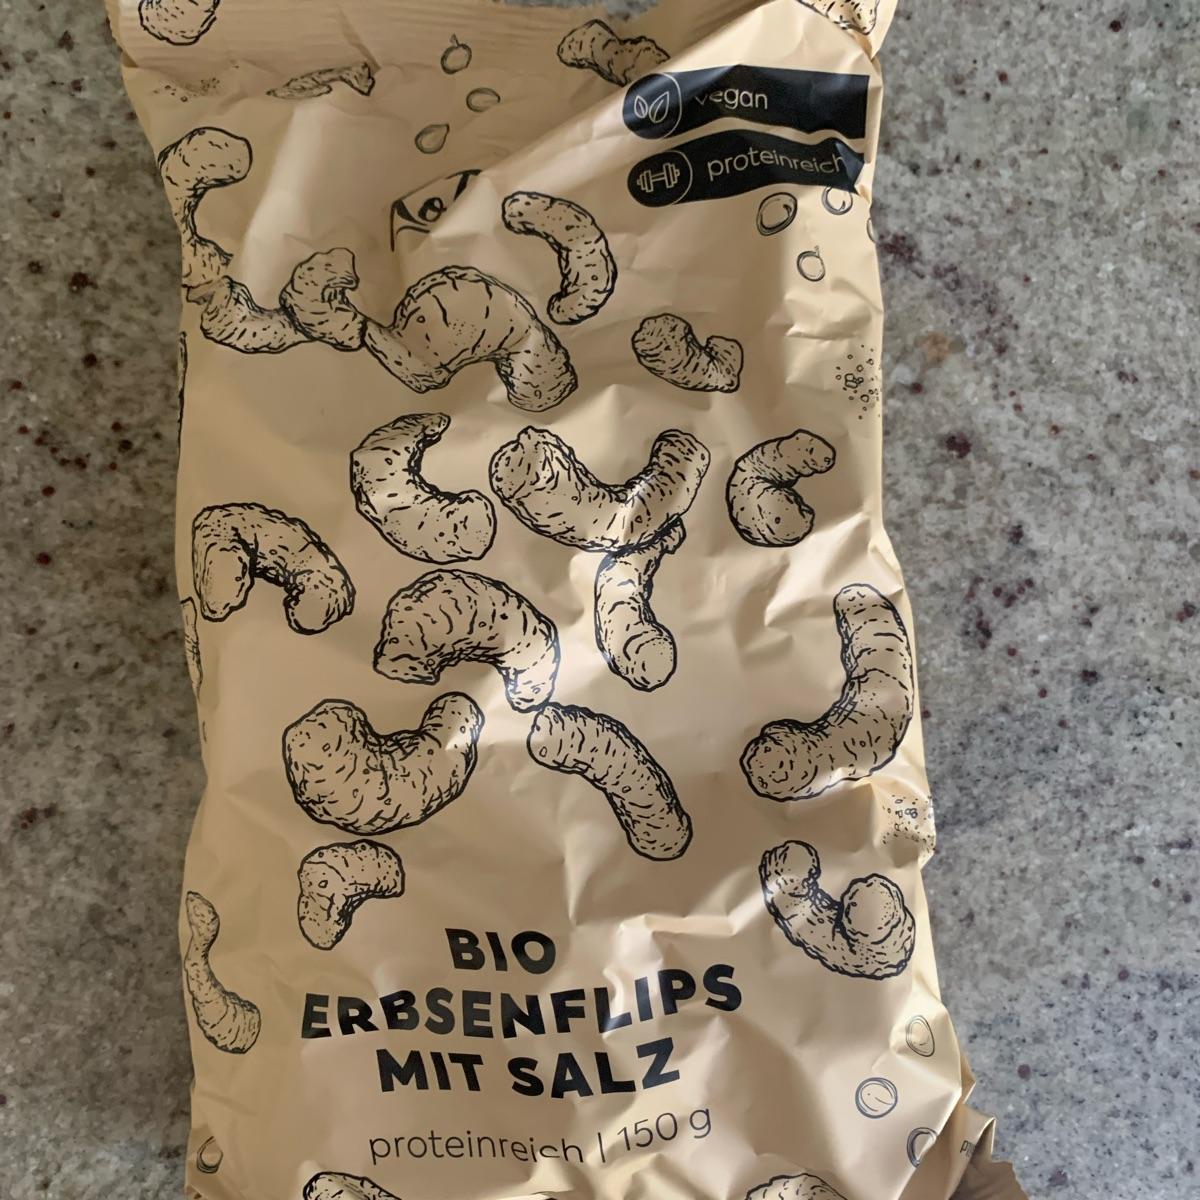 vegan
proteinreich
BIO
ERBSENFLIPS
MIT SALZ
proteinreich | 150 g